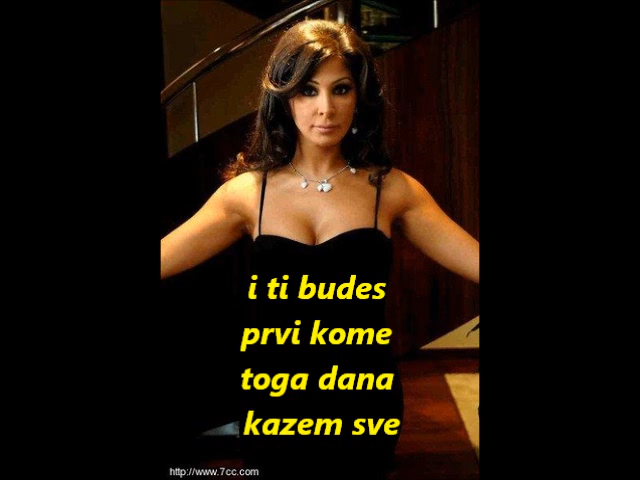 i ti budes
prvi kome
toga dana
kazem sve
http://www.7cc.com